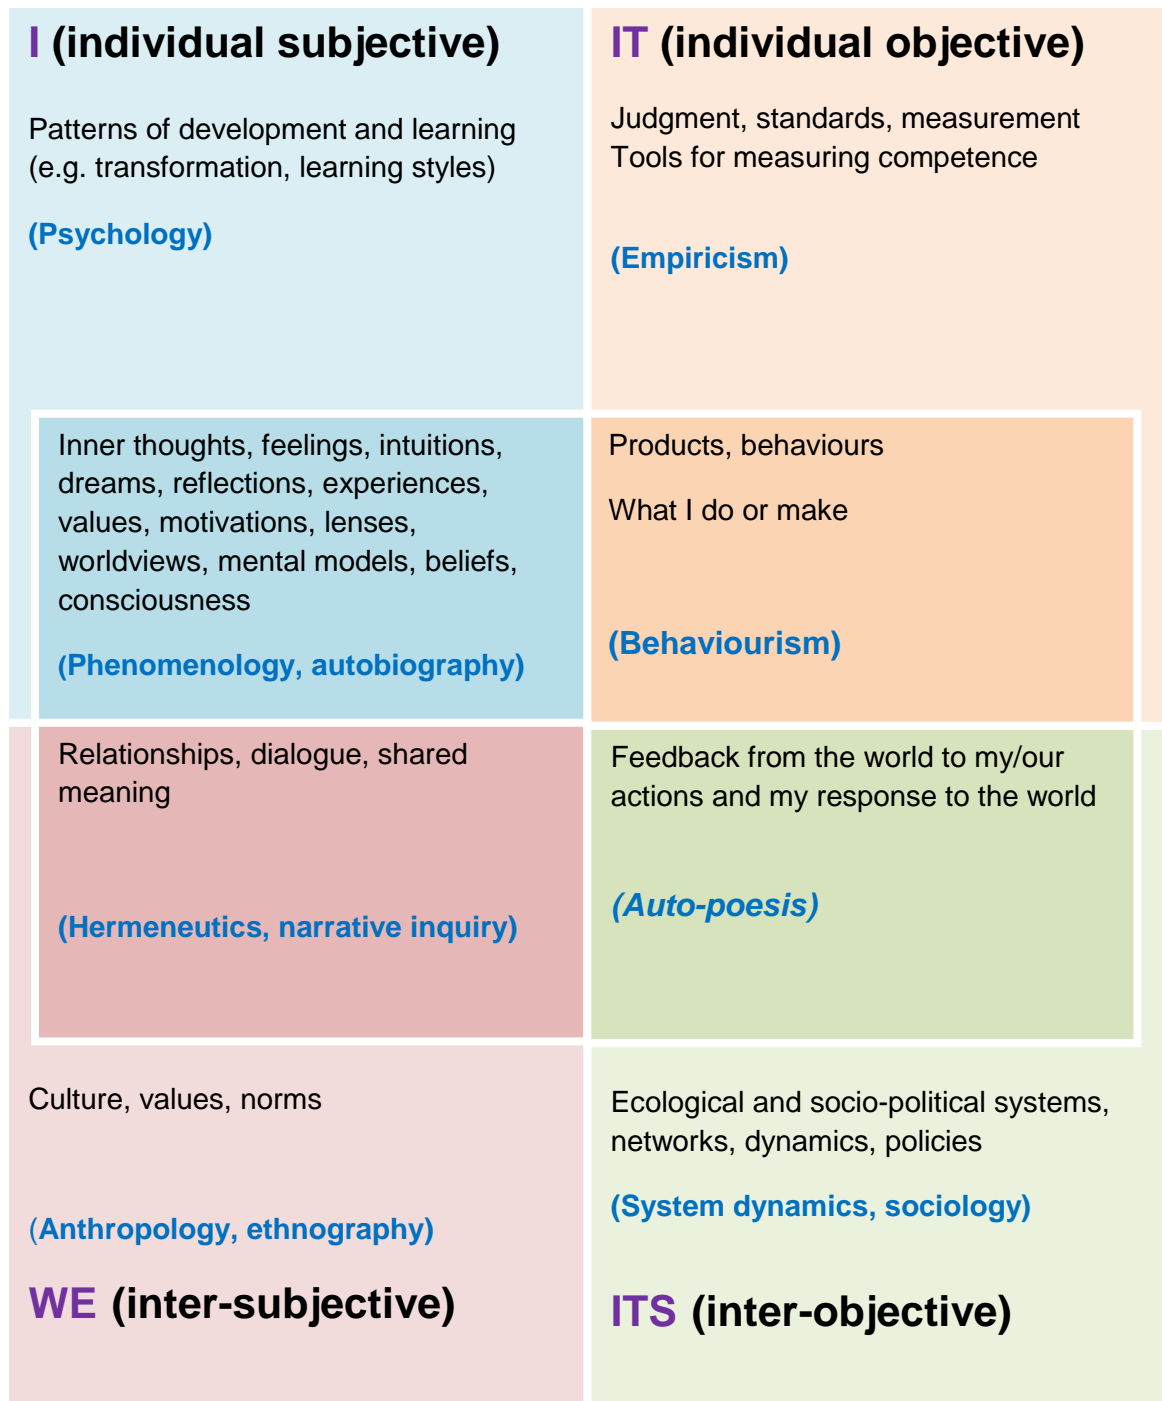 I (individual subjective)
Patterns of development and learning
(e.g. transformation, learning styles)
(Psychology)
IT (individual objective)
Judgment, standards, measurement
Tools for measuring competence
(Empiricism)
Inner thoughts, feelings, intuitions,
dreams, reflections, experiences,
values, motivations, lenses,
worldviews, mental models, beliefs,
consciousness
(Phenomenology, autobiography)
Products, behaviours
What I do or make
(Behaviourism)
Relationships, dialogue, shared
meaning
(Hermeneutics, narrative inquiry)
Feedback from the world to my/our
actions and my response to the world
(Auto-poesis)
Culture, values, norms
(Anthropology, ethnography)
WE (inter-subjective)
Ecological and socio-political systems,
networks, dynamics, policies
(System dynamics, sociology)
ITS (inter-objective)